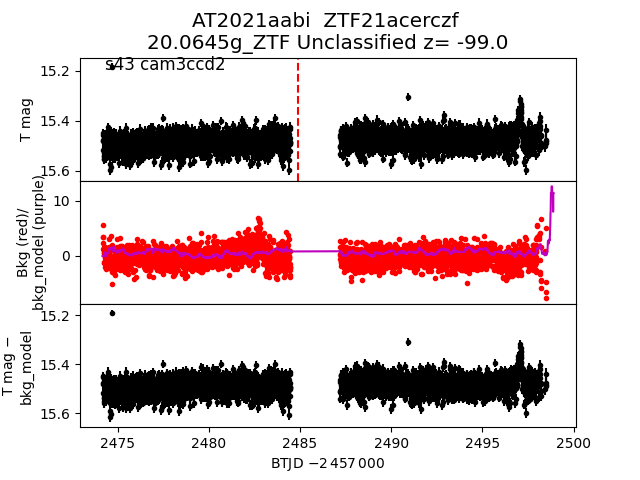 AT2021aabi  ZTF21acerczf
20.0645g_ZTF Unclassified z= -99.0
s43 cam3ccd2
15.2
15.4
15.6
T mag
10
0
Bkg (red)/
bkg_model (purple)
15.2
15.4
15.6
T mag −
bkg_model
2475 2480 2485 2490 2495 2500
BTJD −2 457 000